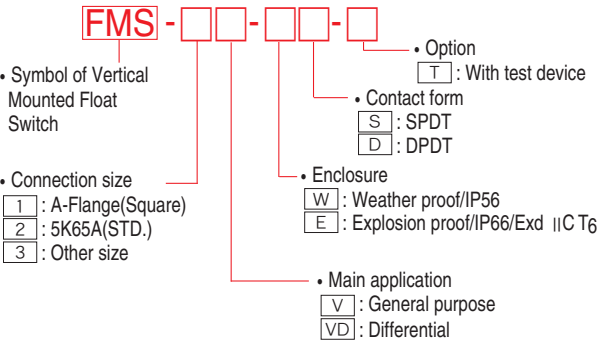 FMS - □□ - □□ - □
• Option
T : With test device
• Symbol of Vertical
Mounted Float
Switch
• Contact form
S : SPDT
D : DPDT
• Connection size
1 : A-Flange(Square)
2 : 5K65A(STD.)
3 : Other size
• Enclosure
W : Weather proof/IP56
E : Explosion proof/IP66/Exd IIC T6
• Main application
V : General purpose
VD : Differential